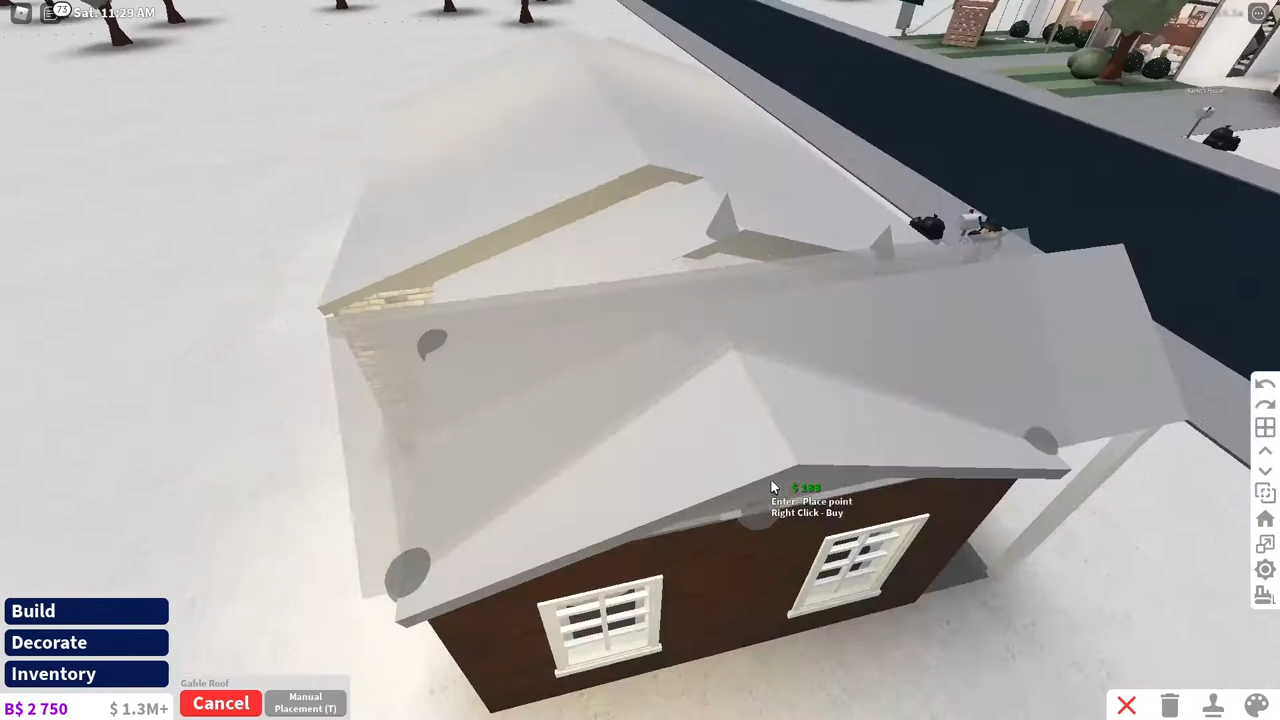 73
Sat. 11:29 AM
$ 188
Enter - Place point
Right Click - Buy
Build
Decorate
Inventory
B$ 2 750
$ 1.3M+
Gable Roof
Cancel
Manual
Placement (T)